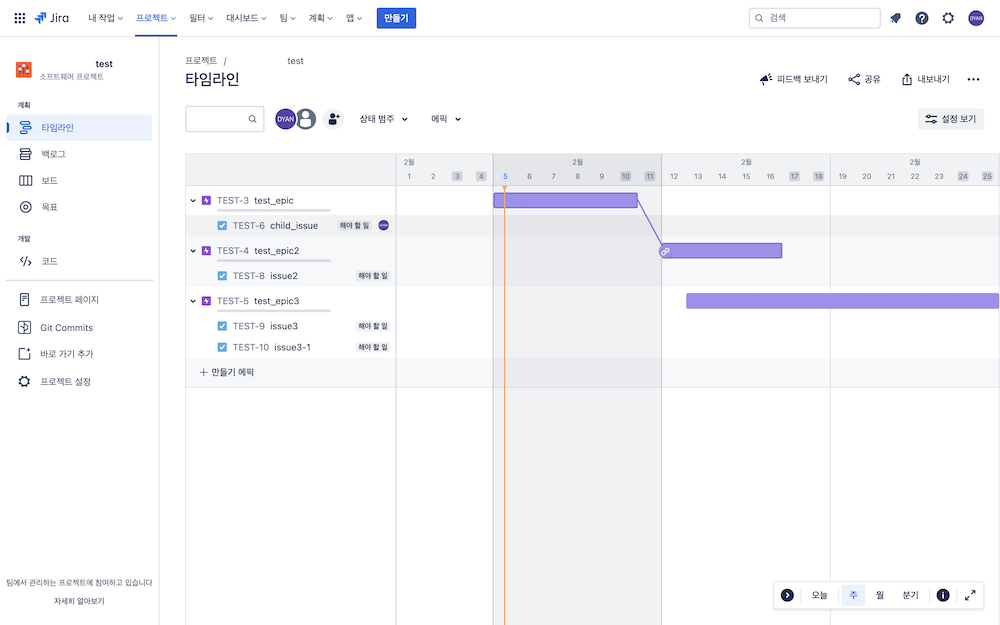 Jira 내 작업 프로젝트 필터 대시보드 팀 계획 앱 만들기 검색 DYAN
test
소프트웨어 프로젝트
계획
타임라인
백로그
보드
목표
개발
코드
프로젝트 페이지
Git Commits
바로 가기 추가
프로젝트 설정
팀에서 관리하는 프로젝트에 참여하고 있습니다
자세히 알아보기
프로젝트 / test
타임라인
피드백 보내기 공유 내보내기
DYAN 상태 범주 에픽 설정 보기
2월 2월 2월 2월
1 2 3 4 5 6 7 8 9 10 11 12 13 14 15 16 17 18 19 20 21 22 23 24 25
TEST-3 test_epic
TEST-6 child_issue 해야 할 일 DYAN
TEST-4 test_epic2
TEST-8 issue2 해야 할 일
TEST-5 test_epic3
TEST-9 issue3 해야 할 일
TEST-10 issue3-1 해야 할 일
만들기 에픽
오늘 주 월 분기